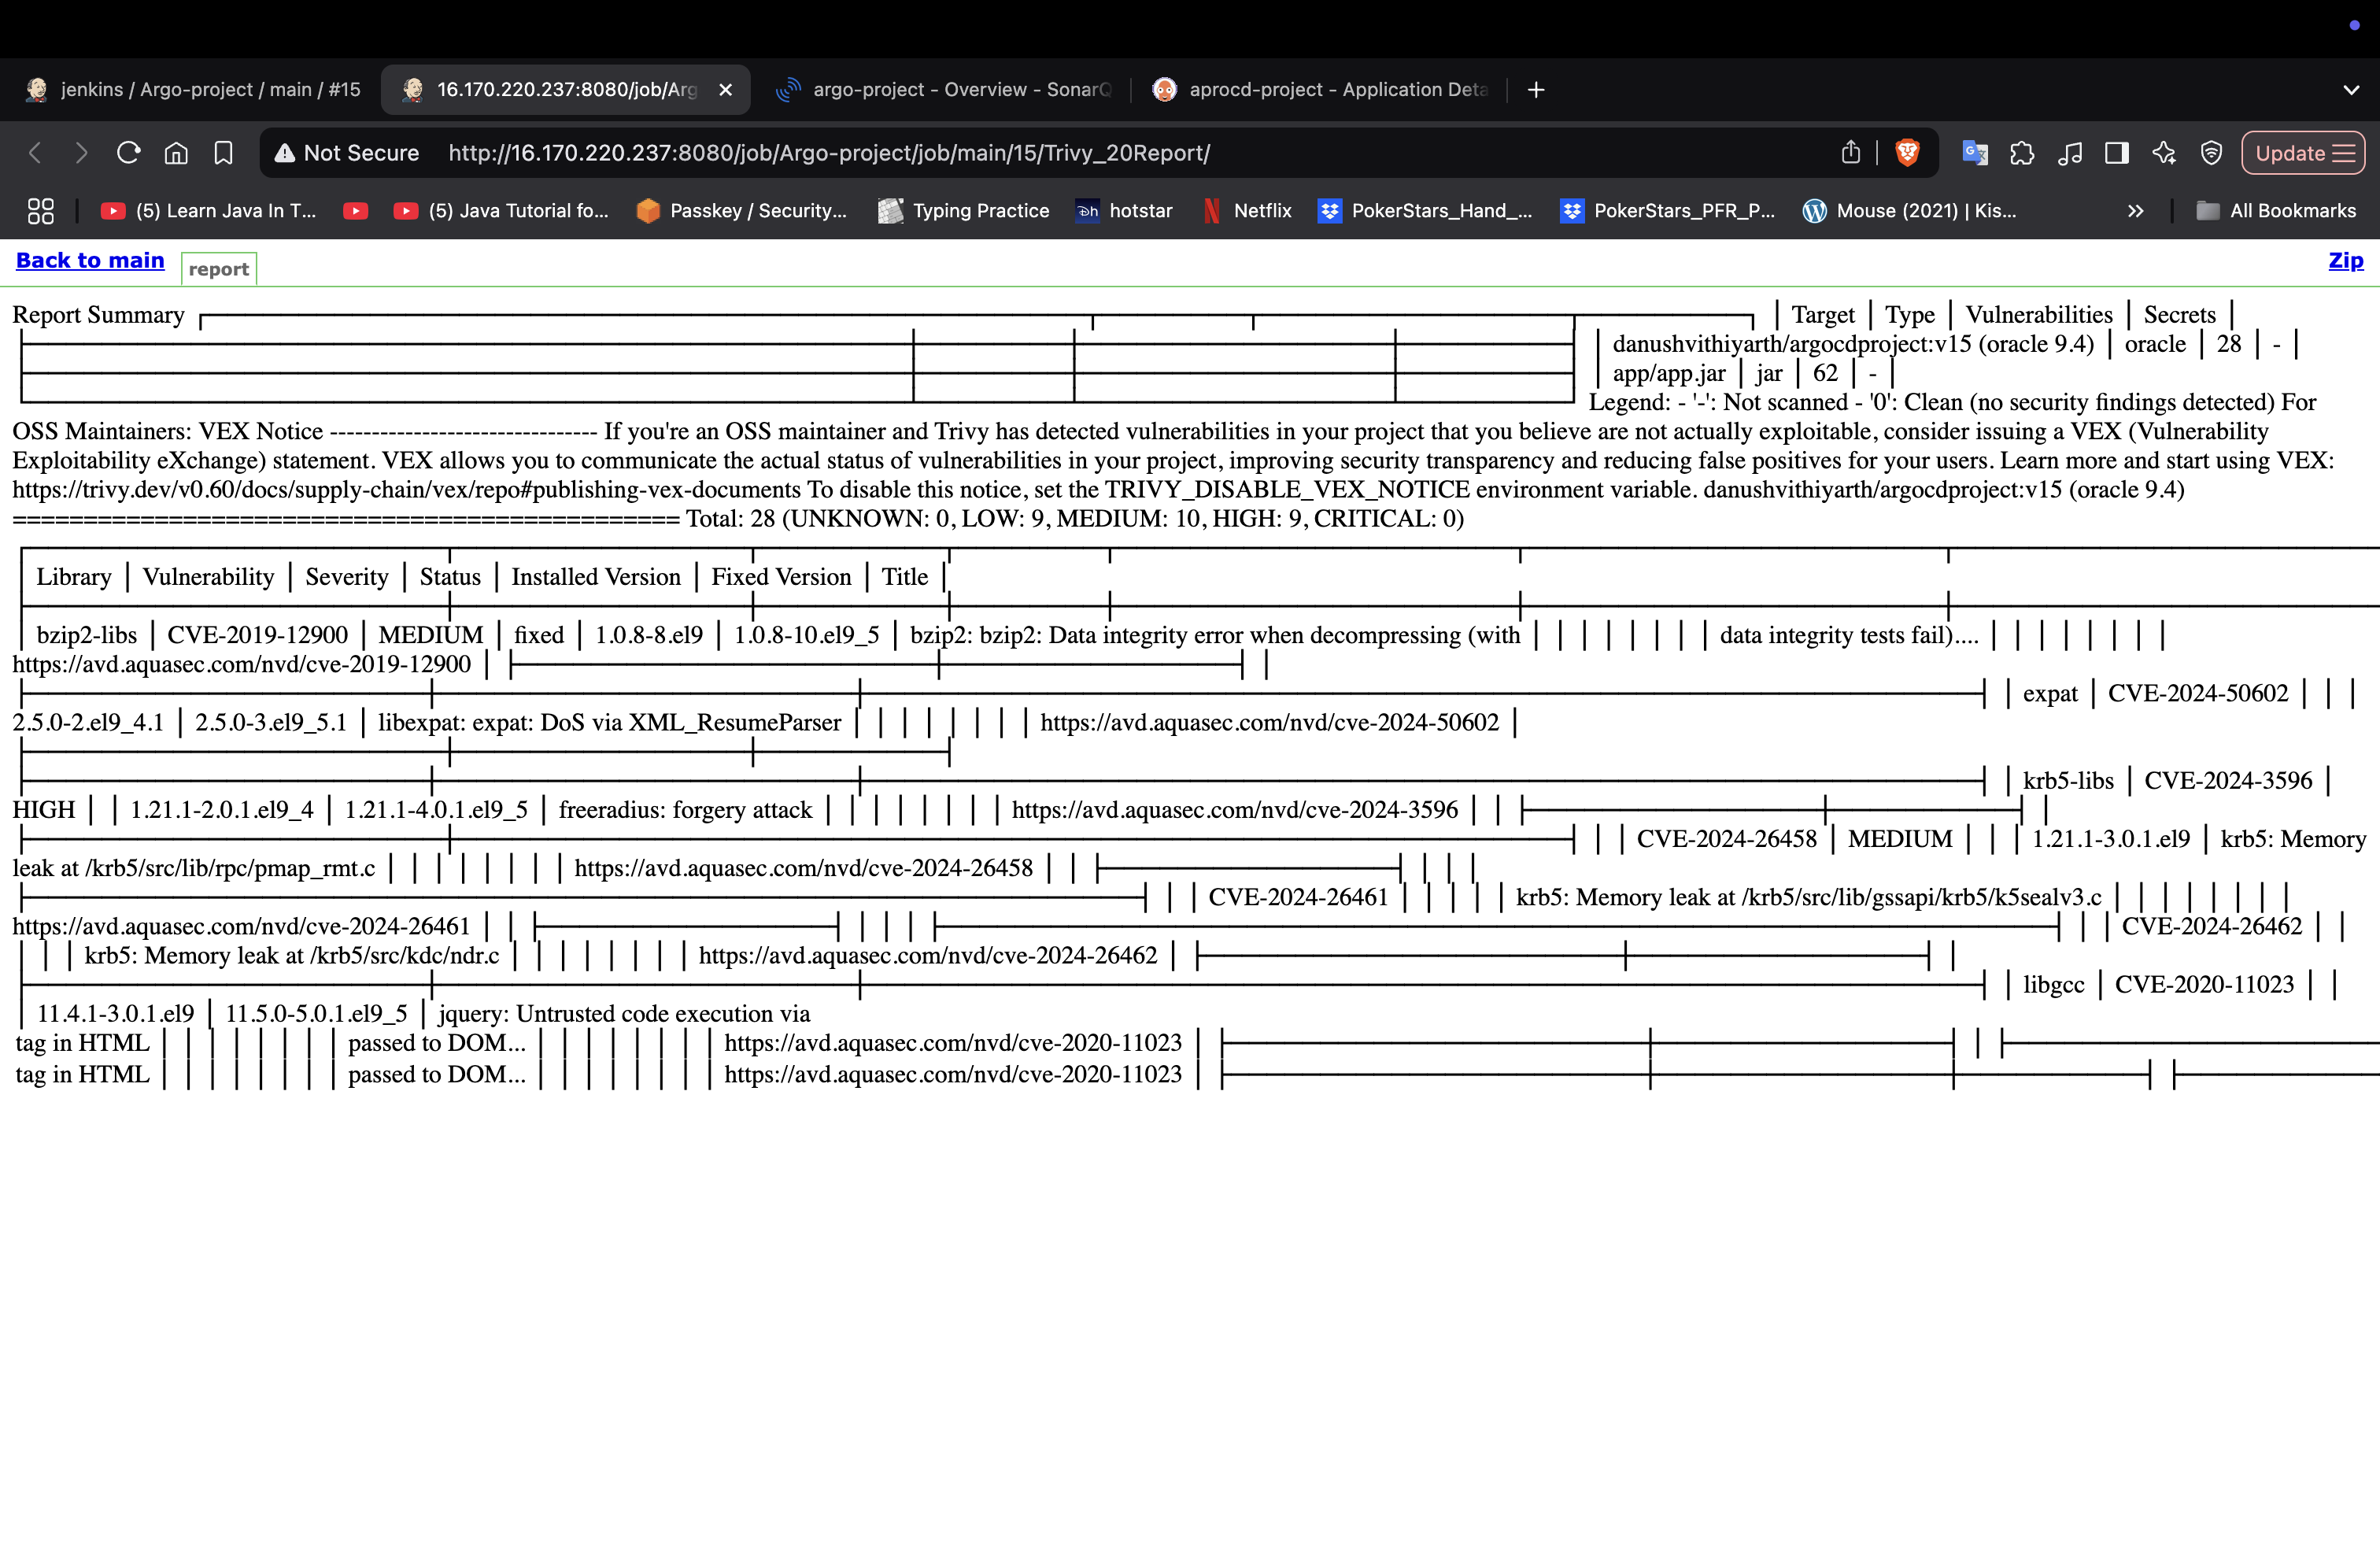 jenkins / Argo-project / main / #15
16.170.220.237:8080/job/Arg
argo-project - Overview - SonarQ
aprocd-project - Application Deta
Not Secure http://16.170.220.237:8080/job/Argo-project/job/main/15/Trivy_20Report/
Update
(5) Learn Java In T... (5) Java Tutorial fo... Passkey / Security... Typing Practice hotstar Netflix PokerStars_Hand_... PokerStars_PFR_P... Mouse (2021) | Kis... » All Bookmarks
Back to main report Zip
Report Summary │ Target │ Type │ Vulnerabilities │ Secrets │
│ danushvithiyarth/argocdproject:v15 (oracle 9.4) │ oracle │ 28 │ - │
│ app/app.jar │ jar │ 62 │ - │
Legend: - '-': Not scanned - '0': Clean (no security findings detected) For
OSS Maintainers: VEX Notice -------------------------------- If you're an OSS maintainer and Trivy has detected vulnerabilities in your project that you believe are not actually exploitable, consider issuing a VEX (Vulnerability
Exploitability eXchange) statement. VEX allows you to communicate the actual status of vulnerabilities in your project, improving security transparency and reducing false positives for your users. Learn more and start using VEX:
https://trivy.dev/v0.60/docs/supply-chain/vex/repo#publishing-vex-documents To disable this notice, set the TRIVY_DISABLE_VEX_NOTICE environment variable. danushvithiyarth/argocdproject:v15 (oracle 9.4)
=============================================== Total: 28 (UNKNOWN: 0, LOW: 9, MEDIUM: 10, HIGH: 9, CRITICAL: 0)
│ Library │ Vulnerability │ Severity │ Status │ Installed Version │ Fixed Version │ Title │
│ bzip2-libs │ CVE-2019-12900 │ MEDIUM │ fixed │ 1.0.8-8.el9 │ 1.0.8-10.el9_5 │ bzip2: bzip2: Data integrity error when decompressing (with │ │ │ │ │ │ │ │ data integrity tests fail).... │ │ │ │ │ │ │ │
https://avd.aquasec.com/nvd/cve-2019-12900 │
│ expat │ CVE-2024-50602 │ │ │
2.5.0-2.el9_4.1 │ 2.5.0-3.el9_5.1 │ libexpat: expat: DoS via XML_ResumeParser │ │ │ │ │ │ │ │ https://avd.aquasec.com/nvd/cve-2024-50602 │
│ krb5-libs │ CVE-2024-3596 │
HIGH │ │ 1.21.1-2.0.1.el9_4 │ 1.21.1-4.0.1.el9_5 │ freeradius: forgery attack │ │ │ │ │ │ │ │ https://avd.aquasec.com/nvd/cve-2024-3596 │ │
│ │ CVE-2024-26458 │ MEDIUM │ │ │ 1.21.1-3.0.1.el9 │ krb5: Memory
leak at /krb5/src/lib/rpc/pmap_rmt.c │ │ │ │ │ │ │ │ https://avd.aquasec.com/nvd/cve-2024-26458 │ │
│ │ CVE-2024-26461 │ │ │ │ │ krb5: Memory leak at /krb5/src/lib/gssapi/krb5/k5sealv3.c │ │ │ │ │ │ │ │
https://avd.aquasec.com/nvd/cve-2024-26461 │ │ │ │ CVE-2024-26462 │ │
│ │ │ krb5: Memory leak at /krb5/src/kdc/ndr.c │ │ │ │ │ │ │ │ https://avd.aquasec.com/nvd/cve-2024-26462 │
│ libgcc │ CVE-2020-11023 │ │
│ 11.4.1-3.0.1.el9 │ 11.5.0-5.0.1.el9_5 │ jquery: Untrusted code execution via
tag in HTML │ │ │ │ │ │ │ │ passed to DOM... │ │ │ │ │ │ │ │ https://avd.aquasec.com/nvd/cve-2020-11023 │
tag in HTML │ │ │ │ │ │ │ │ passed to DOM... │ │ │ │ │ │ │ │ https://avd.aquasec.com/nvd/cve-2020-11023 │